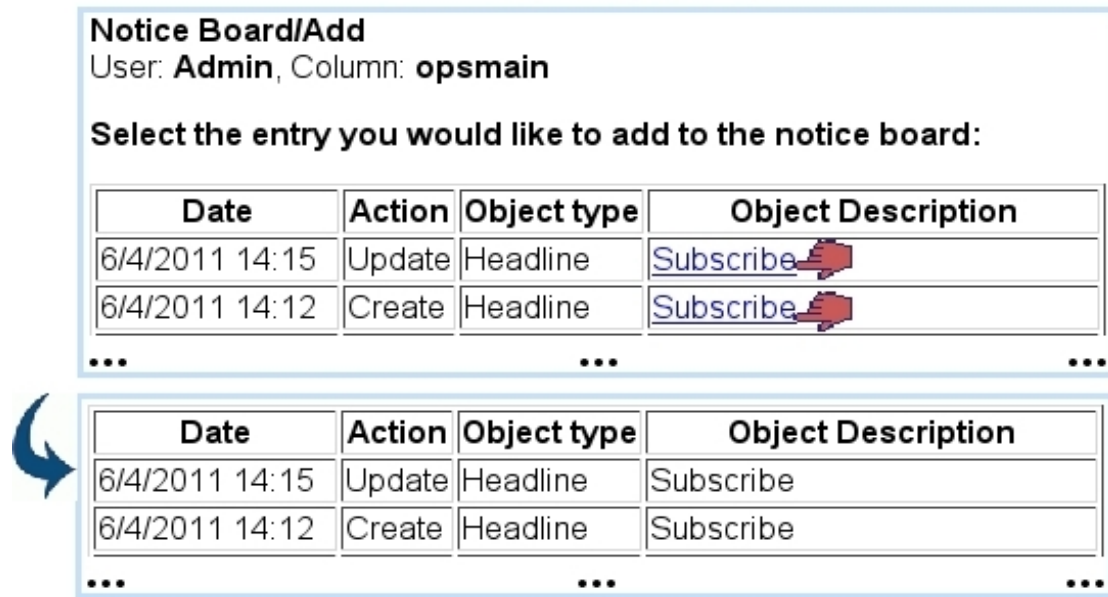 Notice Board/Add
User: Admin, Column: opsmain
Select the entry you would like to add to the notice board:
Date Action Object type Object Description
6/4/2011 14:15 Update Headline Subscribe
6/4/2011 14:12 Create Headline Subscribe
... ... ...
Date Action Object type Object Description
6/4/2011 14:15 Update Headline Subscribe
6/4/2011 14:12 Create Headline Subscribe
... ... ...